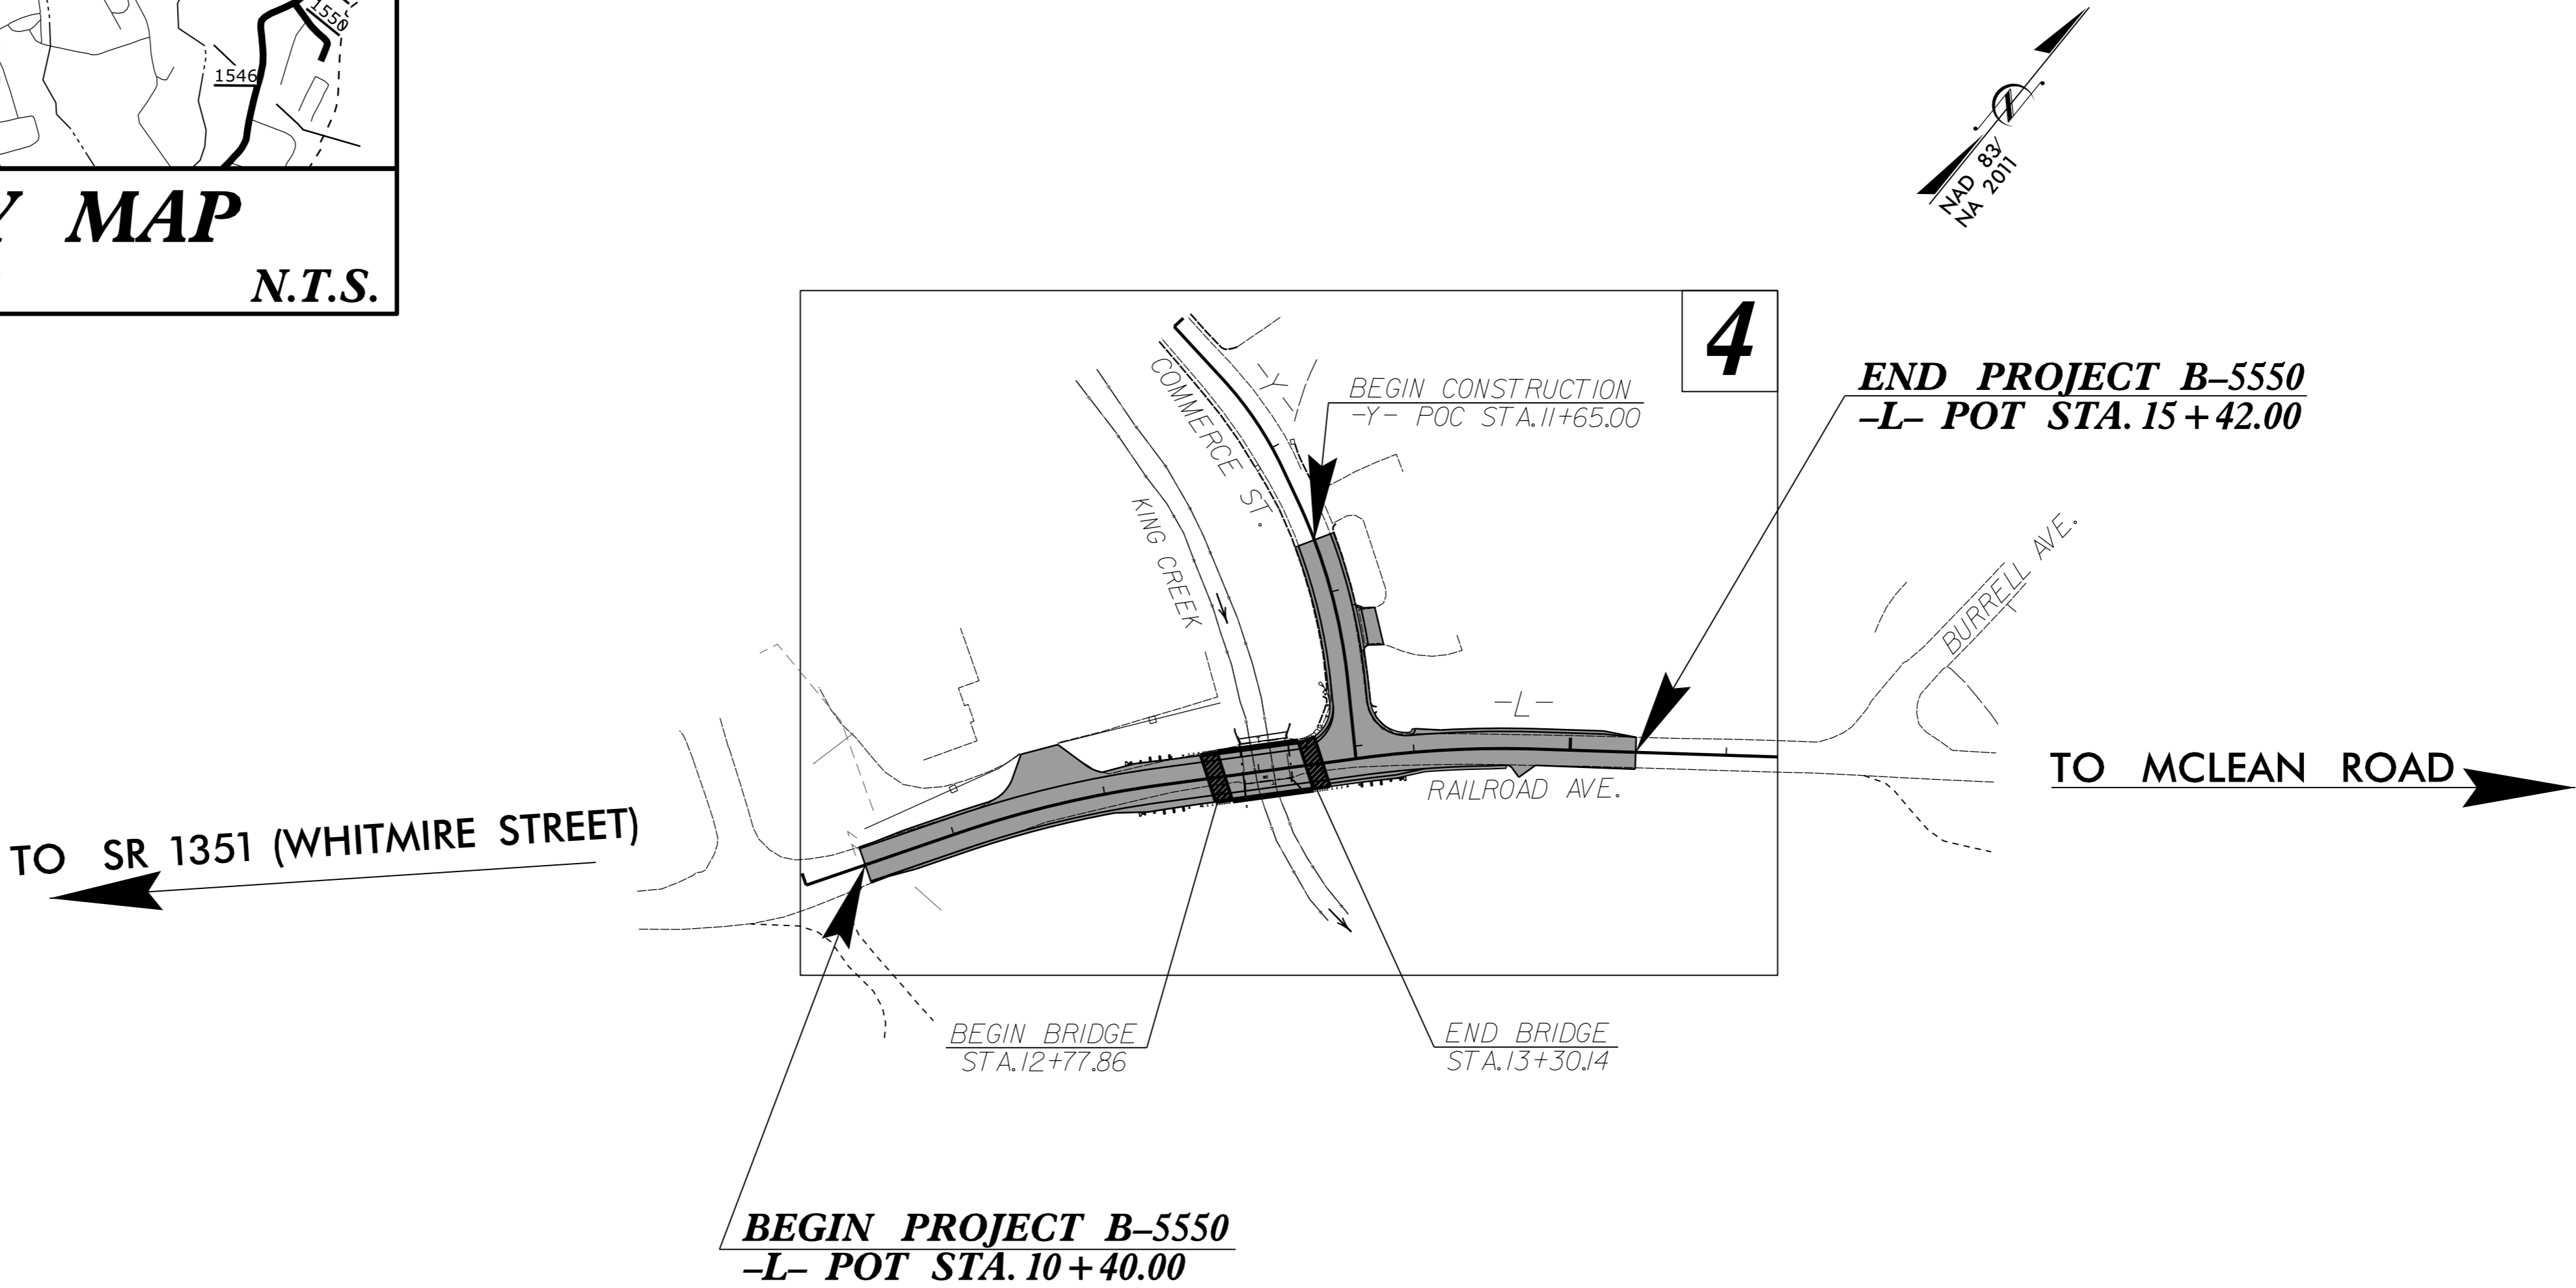 1550
1546
MAP
N.T.S.
NAD 83/
NA 2011
4
COMMERCE ST.
-Y-
BEGIN CONSTRUCTION
-Y- POC STA.11+65.00
END PROJECT B-5550
-L- POT STA. 15+42.00
KING CREEK
BURRELL AVE.
-L-
RAILROAD AVE.
TO MCLEAN ROAD
TO SR 1351 (WHITMIRE STREET)
BEGIN BRIDGE
STA.12+77.86
END BRIDGE
STA.13+30.14
BEGIN PROJECT B-5550
-L- POT STA. 10+40.00